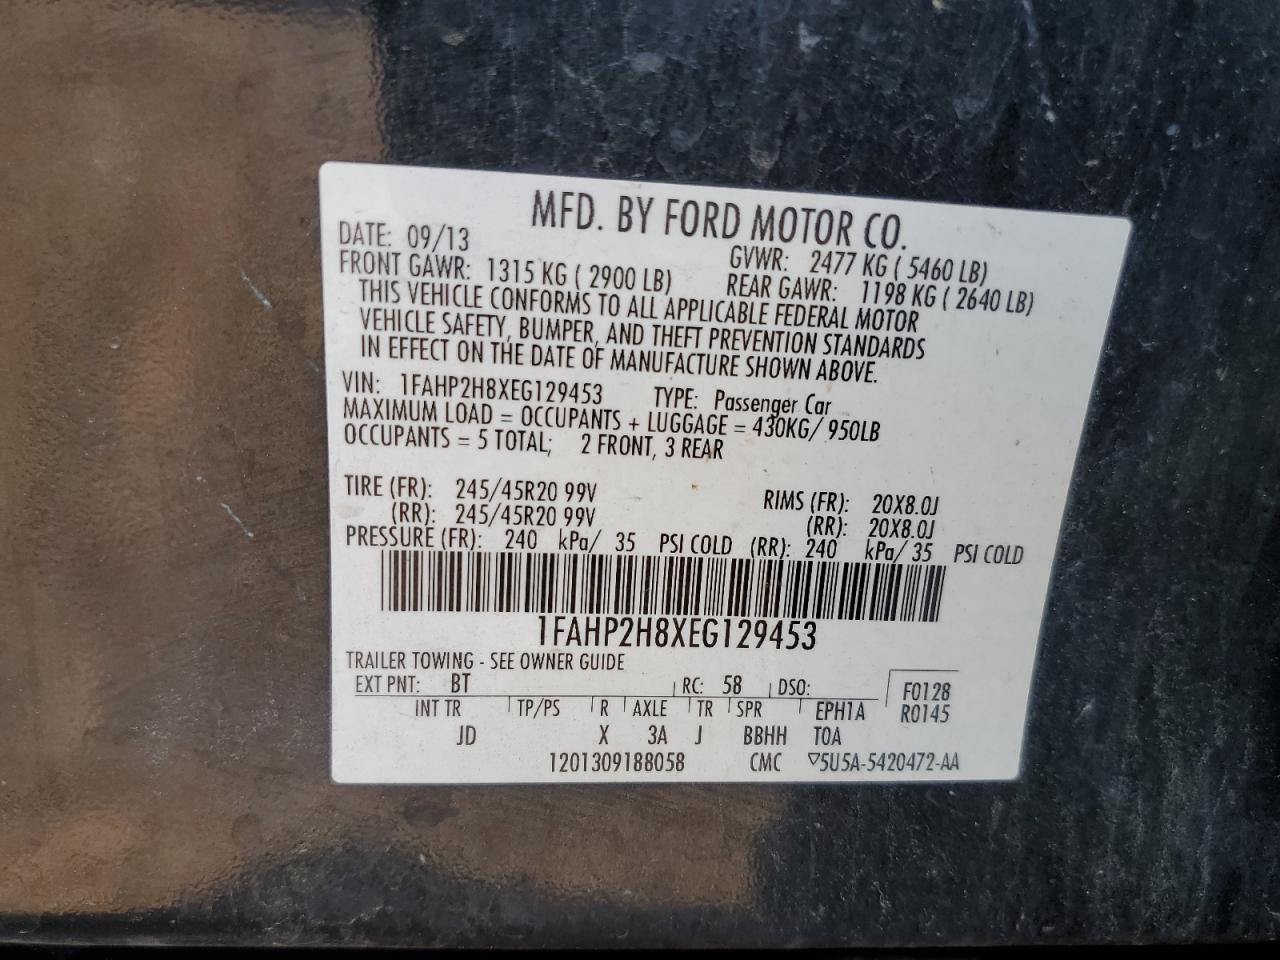 MFD. BY FORD MOTOR CO.
DATE: 09/13 GVWR: 2477 KG ( 5460 LB)
FRONT GAWR: 1315 KG ( 2900 LB) REAR GAWR: 1198 KG ( 2640 LB)
THIS VEHICLE CONFORMS TO ALL APPLICABLE FEDERAL MOTOR
VEHICLE SAFETY, BUMPER, AND THEFT PREVENTION STANDARDS
IN EFFECT ON THE DATE OF MANUFACTURE SHOWN ABOVE.
VIN: 1FAHP2H8XEG129453 TYPE: Passenger Car
MAXIMUM LOAD = OCCUPANTS + LUGGAGE = 430KG/ 950LB
OCCUPANTS = 5 TOTAL; 2 FRONT, 3 REAR
TIRE (FR): 245/45R20 99V RIMS (FR): 20X8.0J
(RR): 245/45R20 99V (RR): 20X8.0J
PRESSURE (FR): 240 kPa/ 35 PSI COLD (RR): 240 kPa/ 35 PSI COLD
1FAHP2H8XEG129453
TRAILER TOWING - SEE OWNER GUIDE
EXT PNT: BT RC: 58 DSO: F0128
INT TR TP/PS R AXLE TR SPR EPH1A R0145
JD X 3A J BBHH TOA
1201309188058 CMC ▽5U5A-5420472-AA